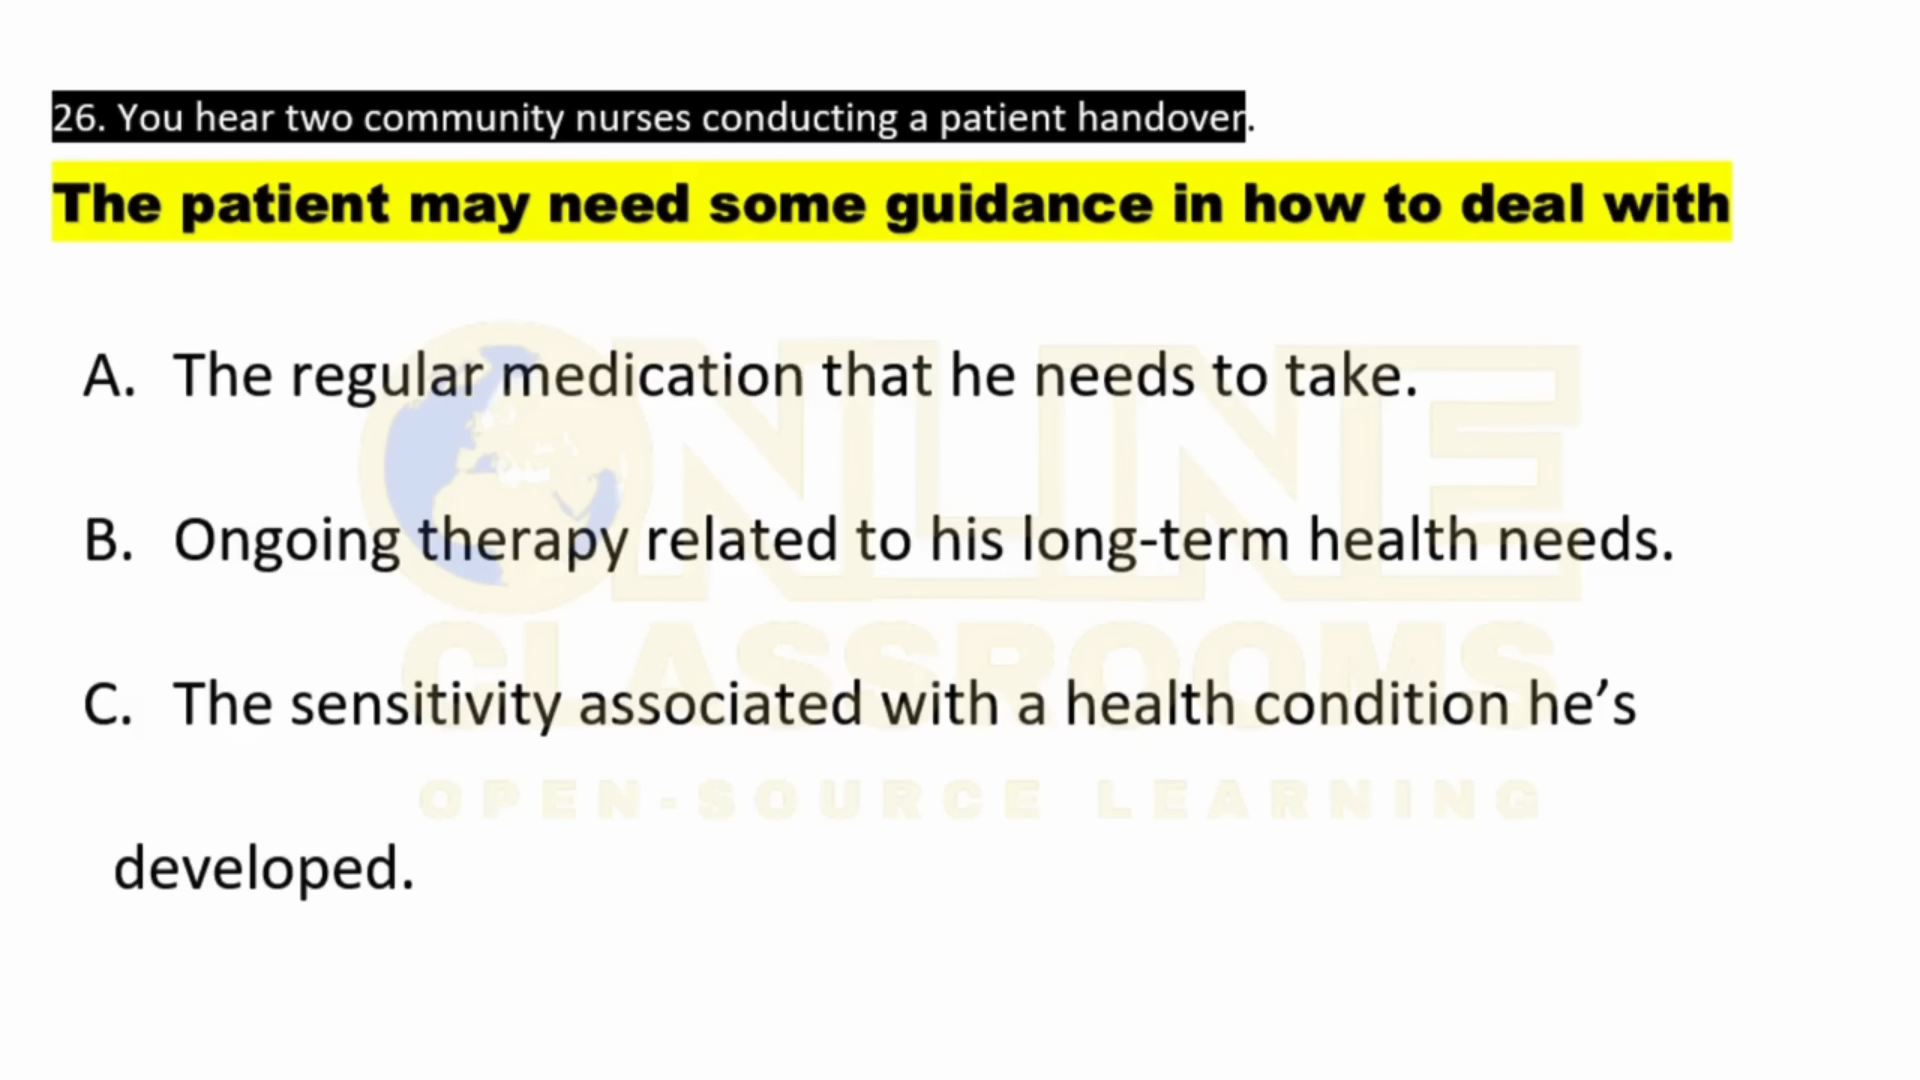 26. You hear two community nurses conducting a patient handover.
The patient may need some guidance in how to deal with
A. The regular medication that he needs to take.
B. Ongoing therapy related to his long-term health needs.
C. The sensitivity associated with a health condition he's
developed.
ONLINE
CLASSROOMS
OPEN-SOURCE LEARNING